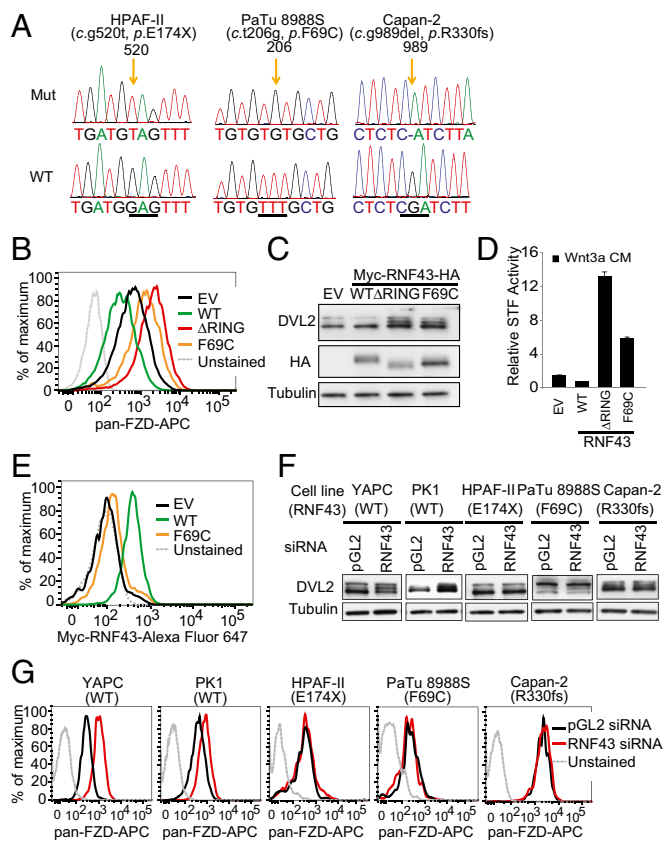 A
HPAF-II
(c.g520t, p.E174X)
520
PaTu 8988S
(c.t206g, p.F69C)
206
Capan-2
(c.g989del, p.R330fs)
989
Mut
TGATGTAGTTT
TGTGTGTGCTG
CTCTC-ATCTTA
WT
TGATGGAGTTT
TGTGTTTGCTG
CTCTCGATCTT
B
% of maximum
100
80
60
40
20
0
EV
WT
ΔRING
F69C
Unstained
0 10² 10³ 10⁴ 10⁵
pan-FZD-APC
C
Myc-RNF43-HA
EV WT ΔRING F69C
DVL2
HA
Tubulin
D
Relative STF Activity
16
12
8
4
0
Wnt3a CM
EV WT ΔRING F69C
RNF43
E
% of maximum
100
80
60
40
20
0
EV
WT
F69C
Unstained
0 10² 10³ 10⁴ 10⁵
Myc-RNF43-Alexa Fluor 647
F
Cell line
(RNF43)
YAPC
(WT)
PK1
(WT)
HPAF-II
(E174X)
PaTu 8988S
(F69C)
Capan-2
(R330fs)
siRNA
pGL2 RNF43 pGL2 RNF43 pGL2 RNF43 pGL2 RNF43 pGL2 RNF43
DVL2
Tubulin
G
YAPC
(WT)
PK1
(WT)
HPAF-II
(E174X)
PaTu 8988S
(F69C)
Capan-2
(R330fs)
% of maximum
100
80
60
40
20
0
pGL2 siRNA
RNF43 siRNA
Unstained
0 10² 10³ 10⁴ 10⁵
0 10² 10³ 10⁴ 10⁵
0 10² 10³ 10⁴ 10⁵
0 10² 10³ 10⁴ 10⁵
0 10² 10³ 10⁴ 10⁵
pan-FZD-APC
pan-FZD-APC
pan-FZD-APC
pan-FZD-APC
pan-FZD-APC